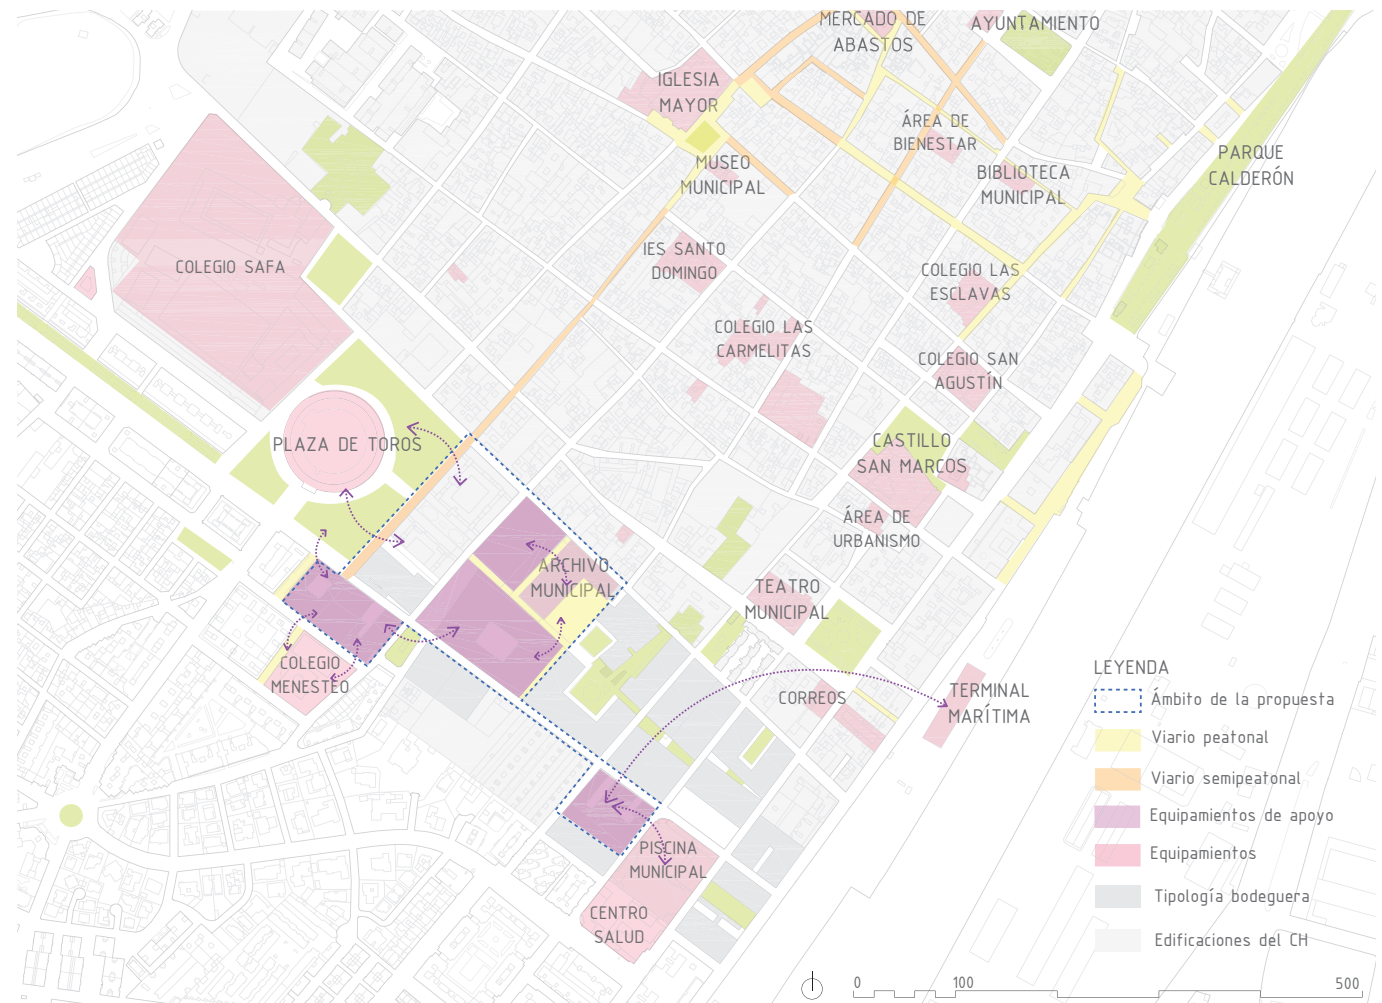 MERCADO DE
ABASTOS
AYUNTAMIENTO
IGLESIA
MAYOR
ÁREA DE
BIENESTAR
MUSEO
MUNICIPAL
BIBLIOTECA
MUNICIPAL
PARQUE
CALDERÓN
COLEGIO SAFA
IES SANTO
DOMINGO
COLEGIO LAS
ESCLAVAS
COLEGIO LAS
CARMELITAS
COLEGIO SAN
AGUSTÍN
PLAZA DE TOROS
CASTILLO
SAN MARCOS
ÁREA DE
URBANISMO
ARCHIVO
MUNICIPAL
TEATRO
MUNICIPAL
COLEGIO
MENESTEO
CORREOS
TERMINAL
MARÍTIMA
PISCINA
MUNICIPAL
CENTRO
SALUD
LEYENDA
Ámbito de la propuesta
Viario peatonal
Viario semipeatonal
Equipamientos de apoyo
Equipamientos
Tipología bodeguera
Edificaciones del CH
0 100 500